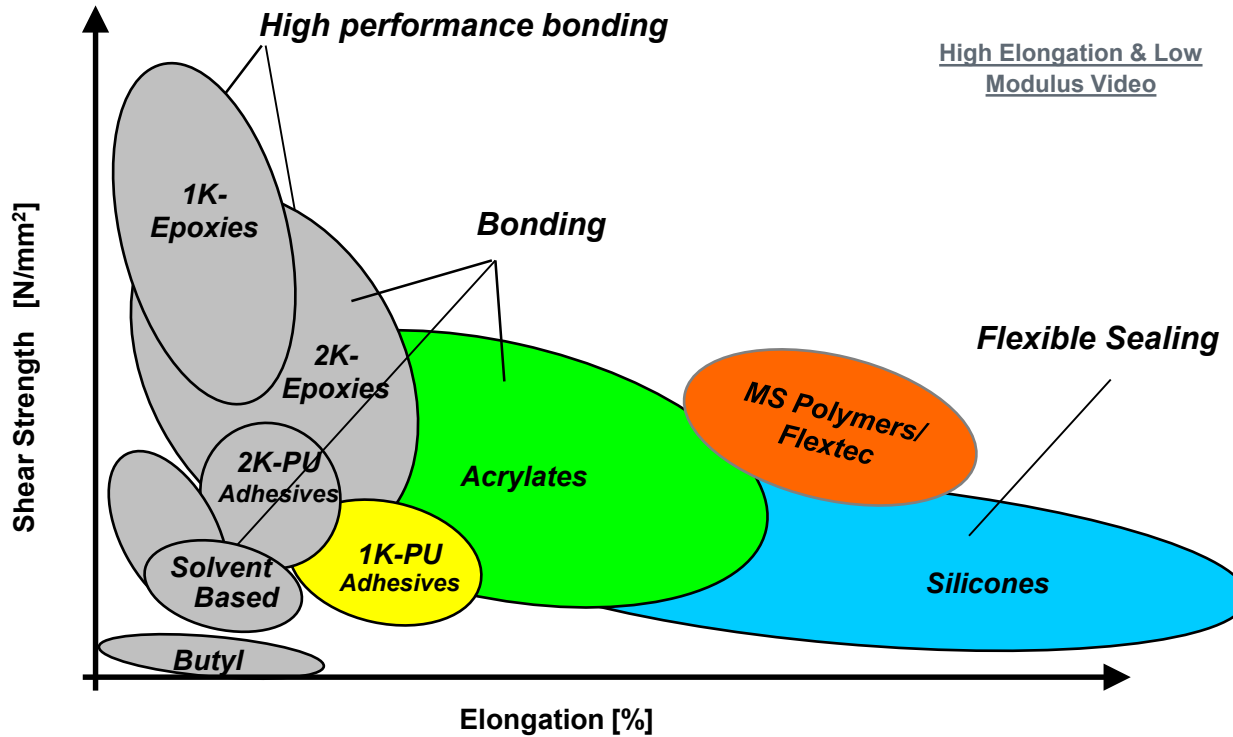 High performance bonding
High Elongation & Low
Modulus Video
1K-
Epoxies
Bonding
Shear Strength [N/mm²]
2K-
Epoxies
Flexible Sealing
MS Polymers/
Flextec
2K-PU
Adhesives
Acrylates
1K-PU
Adhesives
Solvent
Based
Silicones
Butyl
Elongation [%]